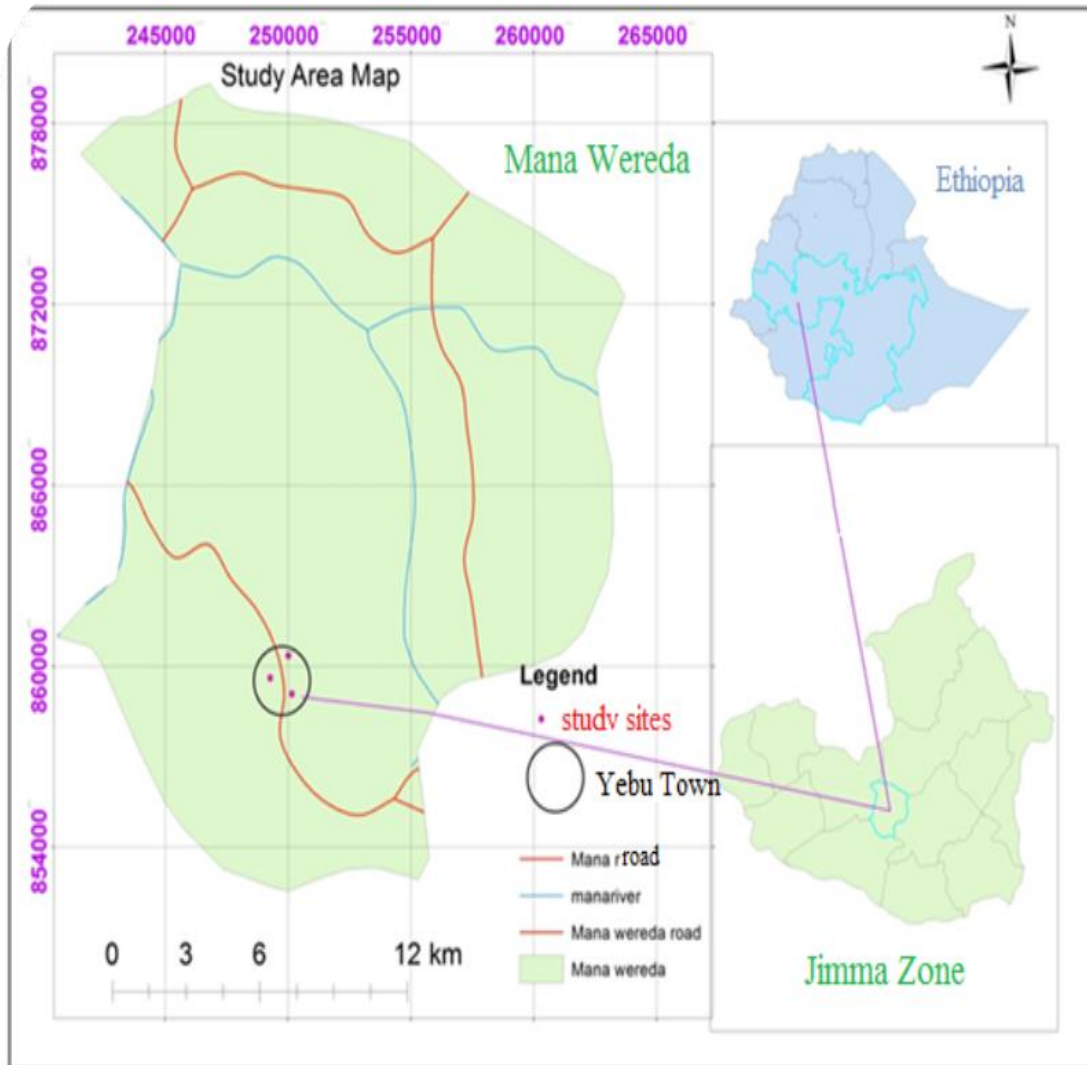 N
245000 250000 255000 260000 265000
Study Area Map
878000
872000
866000
860000
854000
Mana Wereda
Ethiopia
Legend
studv sites
Yebu Town
Mana r road
manariver
Mana wereda road
Mana wereda
0 3 6 12 km
Jimma Zone